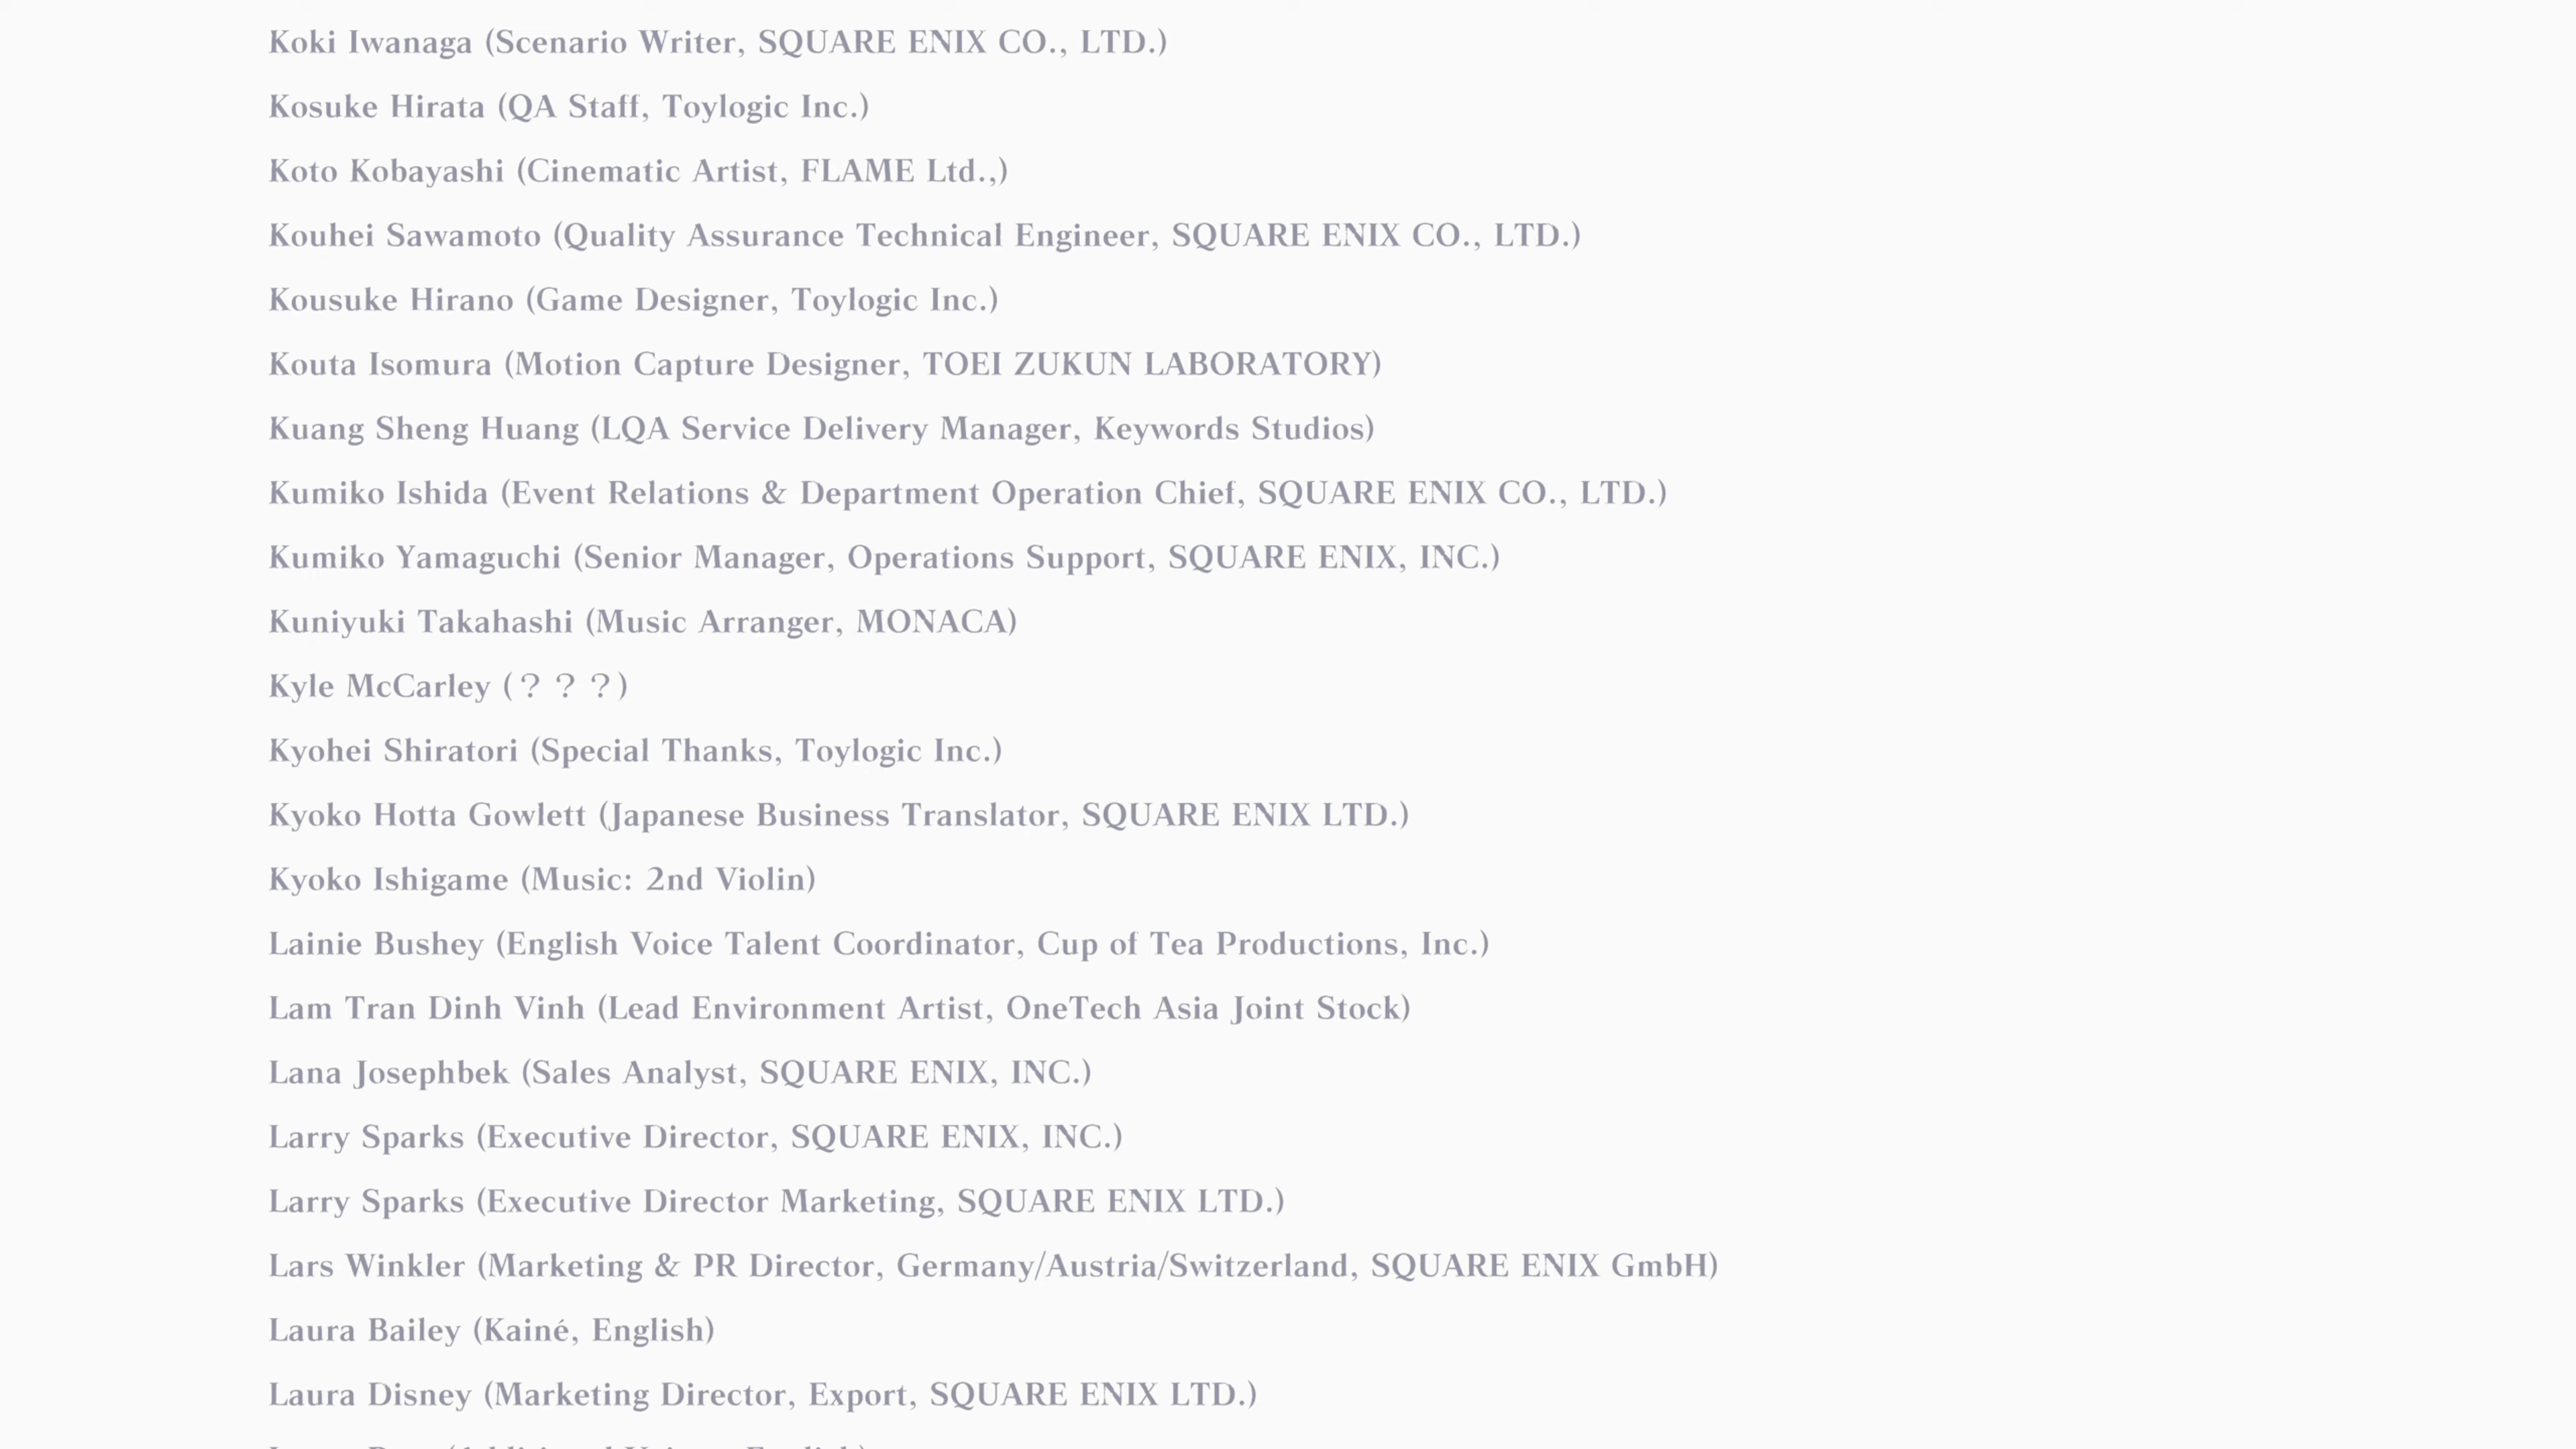 Koki Iwanaga (Scenario Writer, SQUARE ENIX CO., LTD.)
Kosuke Hirata (QA Staff, Toylogic Inc.)
Koto Kobayashi (Cinematic Artist, FLAME Ltd.,)
Kouhei Sawamoto (Quality Assurance Technical Engineer, SQUARE ENIX CO., LTD.)
Kousuke Hirano (Game Designer, Toylogic Inc.)
Kouta Isomura (Motion Capture Designer, TOEI ZUKUN LABORATORY)
Kuang Sheng Huang (LQA Service Delivery Manager, Keywords Studios)
Kumiko Ishida (Event Relations & Department Operation Chief, SQUARE ENIX CO., LTD.)
Kumiko Yamaguchi (Senior Manager, Operations Support, SQUARE ENIX, INC.)
Kuniyuki Takahashi (Music Arranger, MONACA)
Kyle McCarley (？？？)
Kyohei Shiratori (Special Thanks, Toylogic Inc.)
Kyoko Hotta Gowlett (Japanese Business Translator, SQUARE ENIX LTD.)
Kyoko Ishigame (Music: 2nd Violin)
Lainie Bushey (English Voice Talent Coordinator, Cup of Tea Productions, Inc.)
Lam Tran Dinh Vinh (Lead Environment Artist, OneTech Asia Joint Stock)
Lana Josephbek (Sales Analyst, SQUARE ENIX, INC.)
Larry Sparks (Executive Director, SQUARE ENIX, INC.)
Larry Sparks (Executive Director Marketing, SQUARE ENIX LTD.)
Lars Winkler (Marketing & PR Director, Germany/Austria/Switzerland, SQUARE ENIX GmbH)
Laura Bailey (Kainé, English)
Laura Disney (Marketing Director, Export, SQUARE ENIX LTD.)